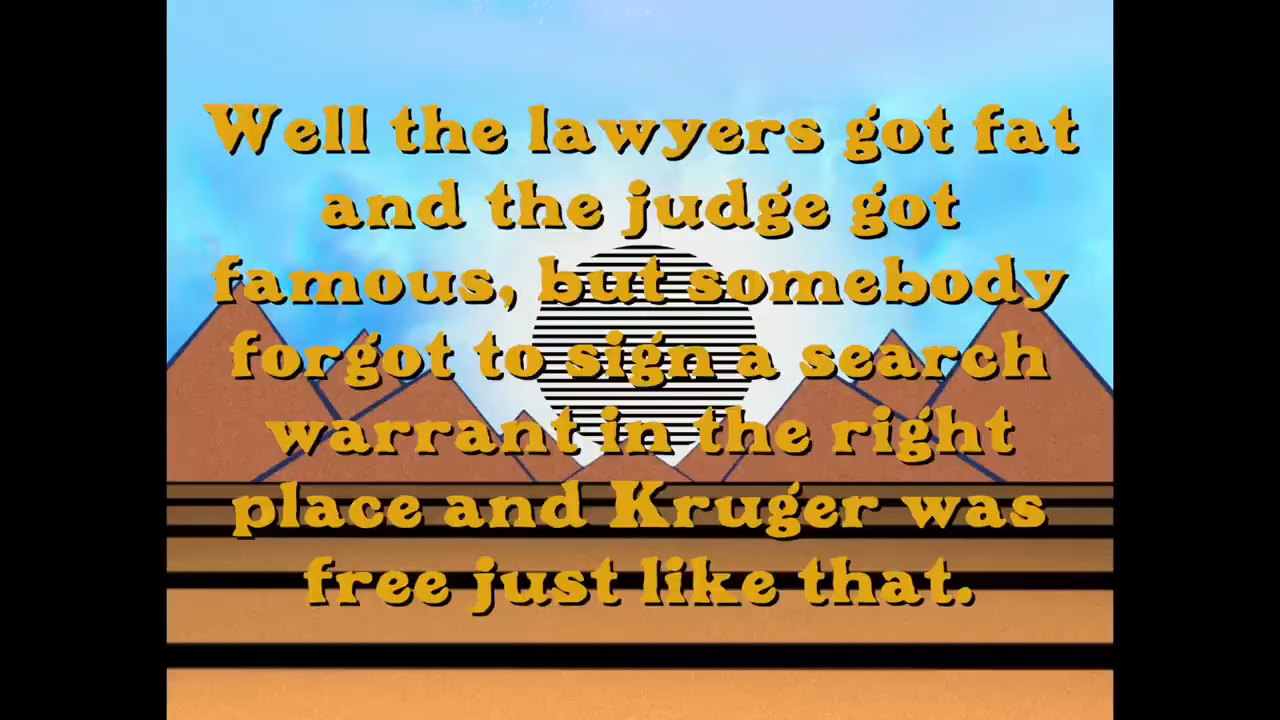 Well the lawyers got fat
and the judge got
famous, but somebody
forgot to sign a search
warrant in the right
place and Kruger was
free just like that.